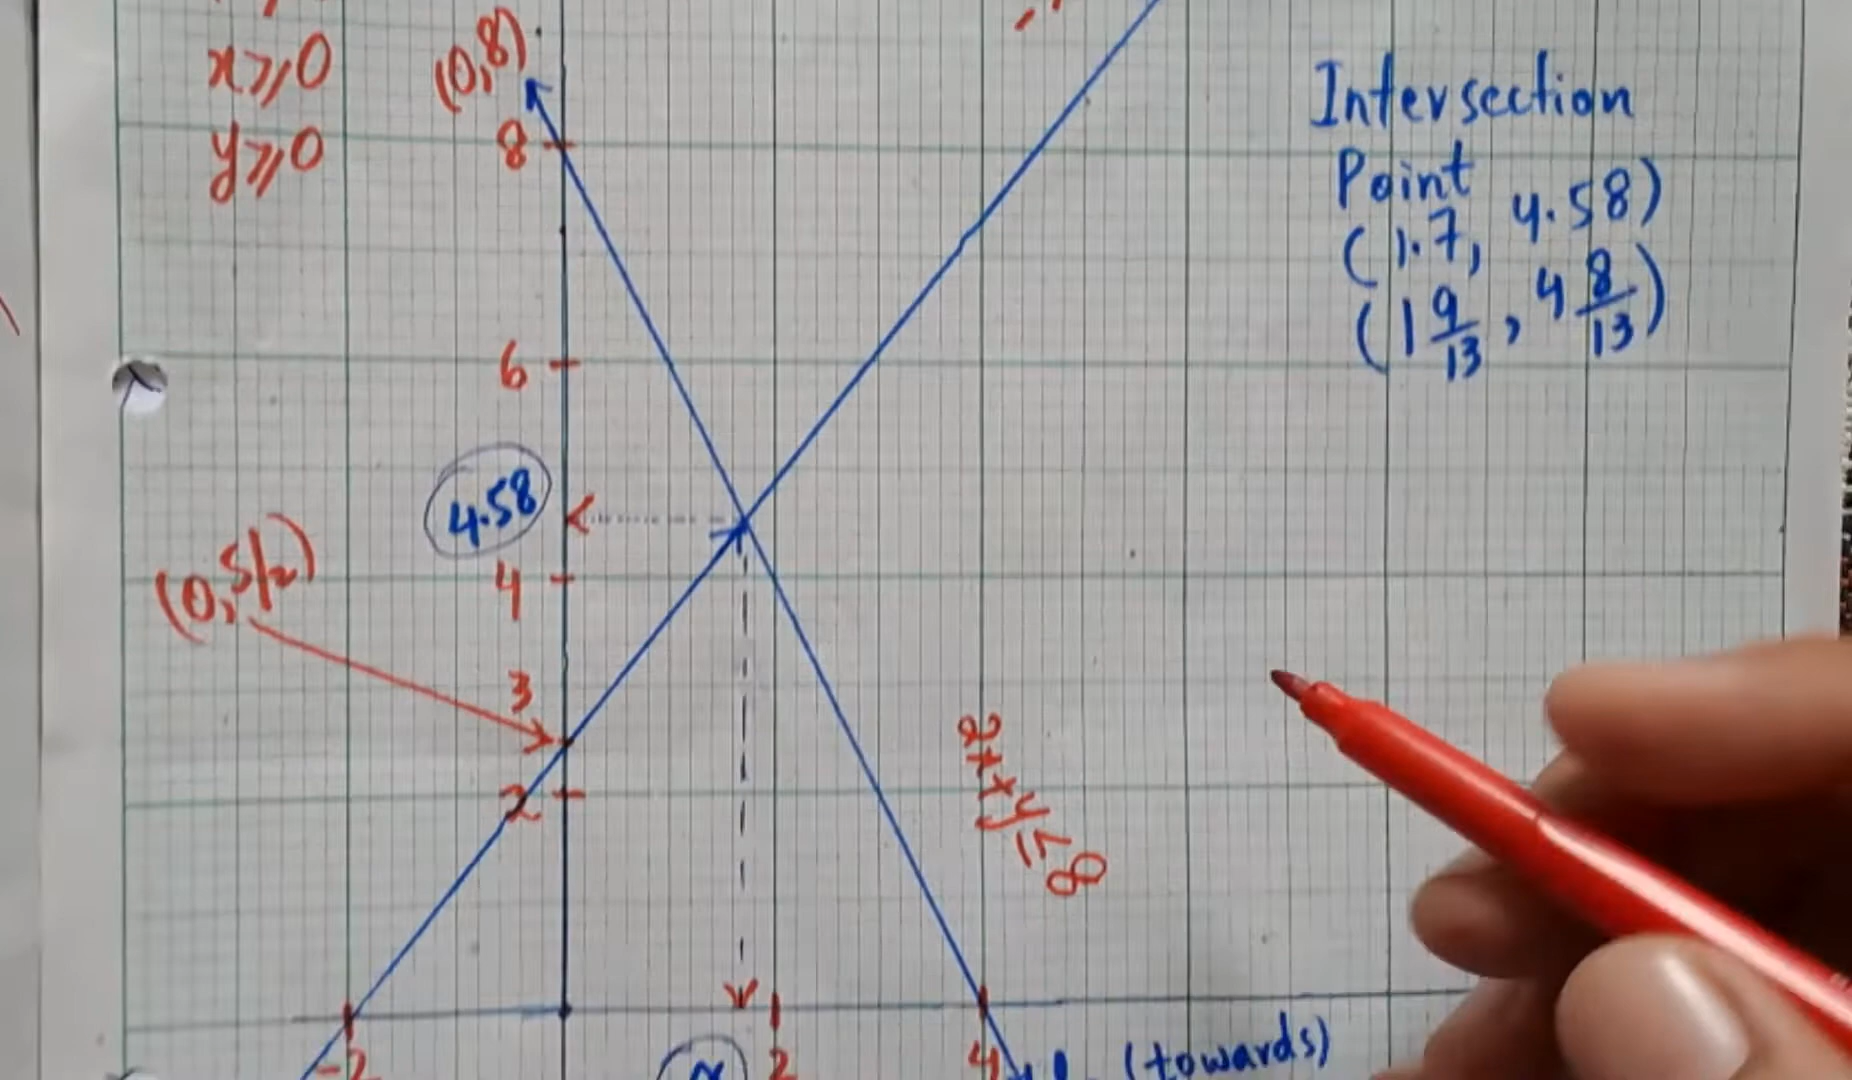 x≥0
y≥0
(0,8)
8
6
4.58
4
(0,5/2)
3
2
-2
2
4
2x+y≤8
(towards)
Intersection
Point
(1.7, 4.58)
(1 9/13, 4 8/13)